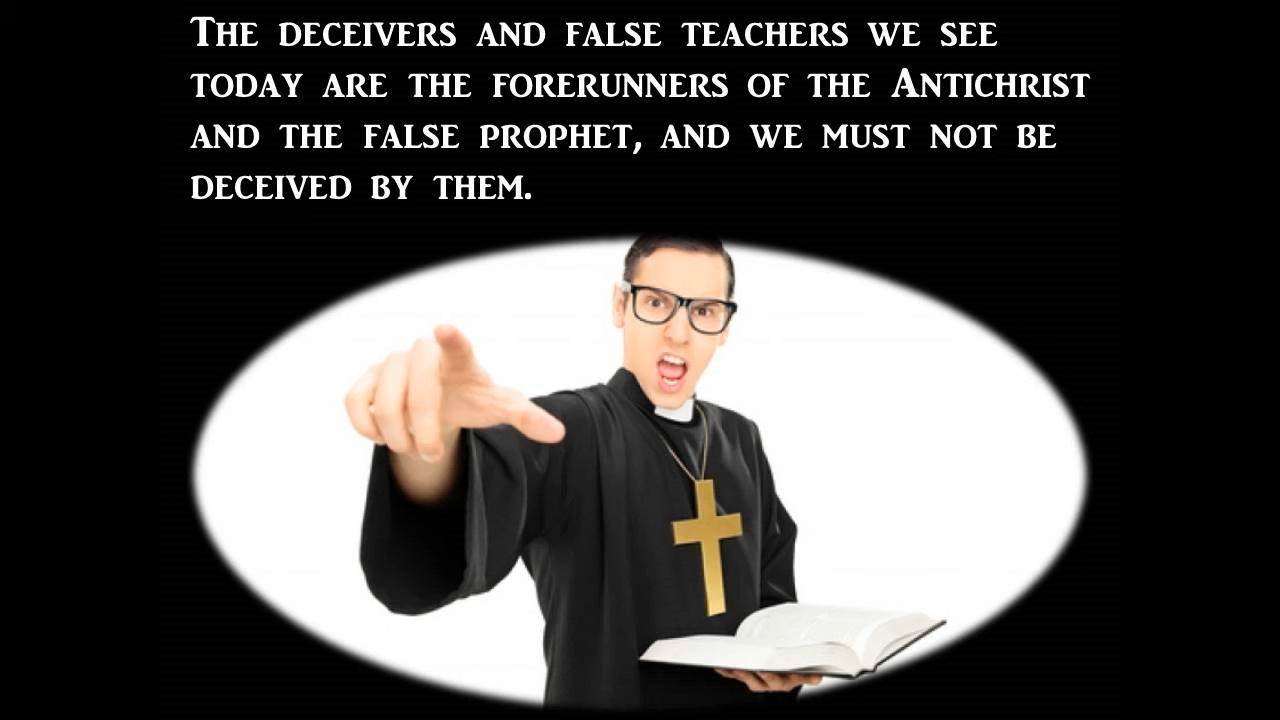 The deceivers and false teachers we see
today are the forerunners of the Antichrist
and the false prophet, and we must not be
deceived by them.